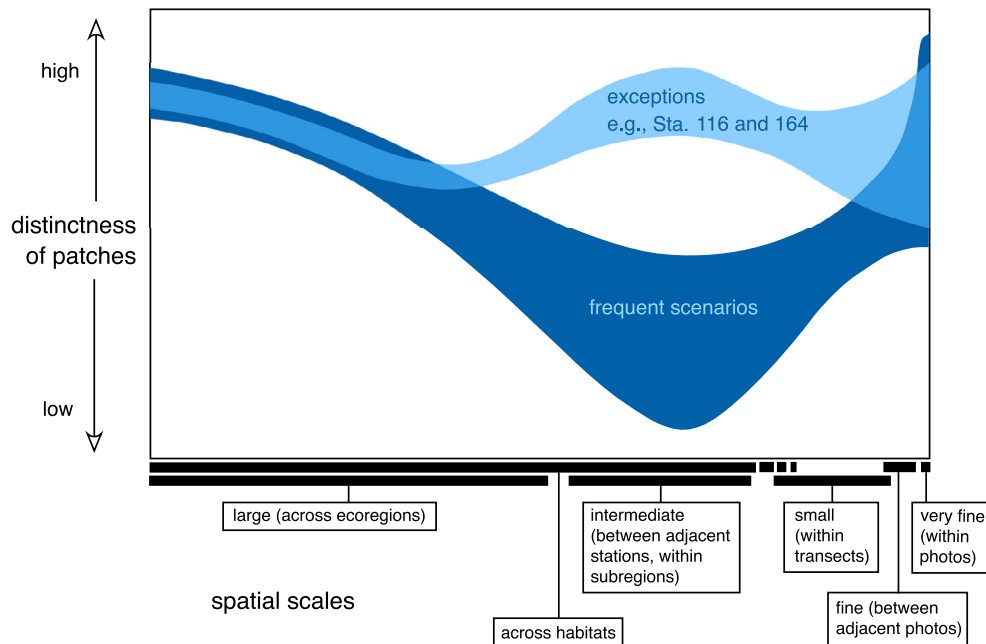 high
distinctness
of patches
low
exceptions
e.g., Sta. 116 and 164
frequent scenarios
large (across ecoregions)
intermediate
(between adjacent
stations, within
subregions)
small
(within
transects)
very fine
(within
photos)
spatial scales
across habitats
fine (between
adjacent photos)